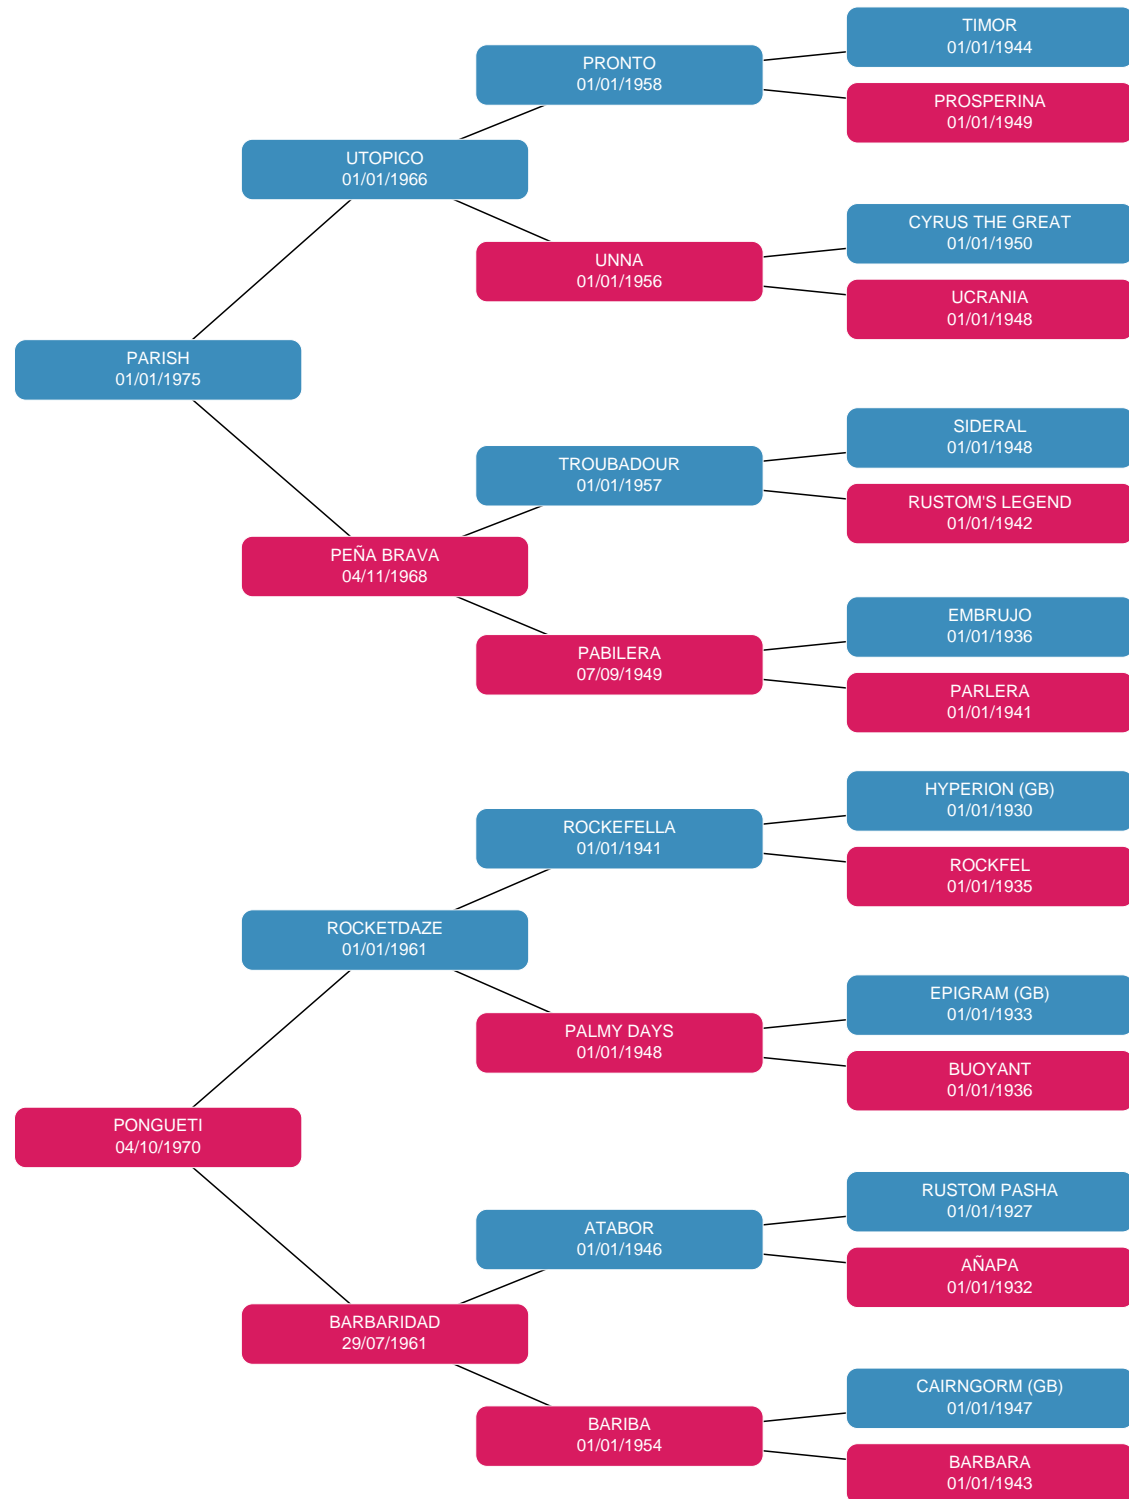 TIMOR
01/01/1944
PRONTO
01/01/1958
PROSPERINA
01/01/1949
UTOPICO
01/01/1966
CYRUS THE GREAT
01/01/1950
UNNA
01/01/1956
UCRANIA
01/01/1948
PARISH
01/01/1975
SIDERAL
01/01/1948
TROUBADOUR
01/01/1957
RUSTOM'S LEGEND
01/01/1942
PEÑA BRAVA
04/11/1968
EMBRUJO
01/01/1936
PABILERA
07/09/1949
PARLERA
01/01/1941
HYPERION (GB)
01/01/1930
ROCKEFELLA
01/01/1941
ROCKFEL
01/01/1935
ROCKETDAZE
01/01/1961
EPIGRAM (GB)
01/01/1933
PALMY DAYS
01/01/1948
BUOYANT
01/01/1936
PONGUETI
04/10/1970
RUSTOM PASHA
01/01/1927
ATABOR
01/01/1946
AÑAPA
01/01/1932
BARBARIDAD
29/07/1961
CAIRNGORM (GB)
01/01/1947
BARIBA
01/01/1954
BARBARA
01/01/1943